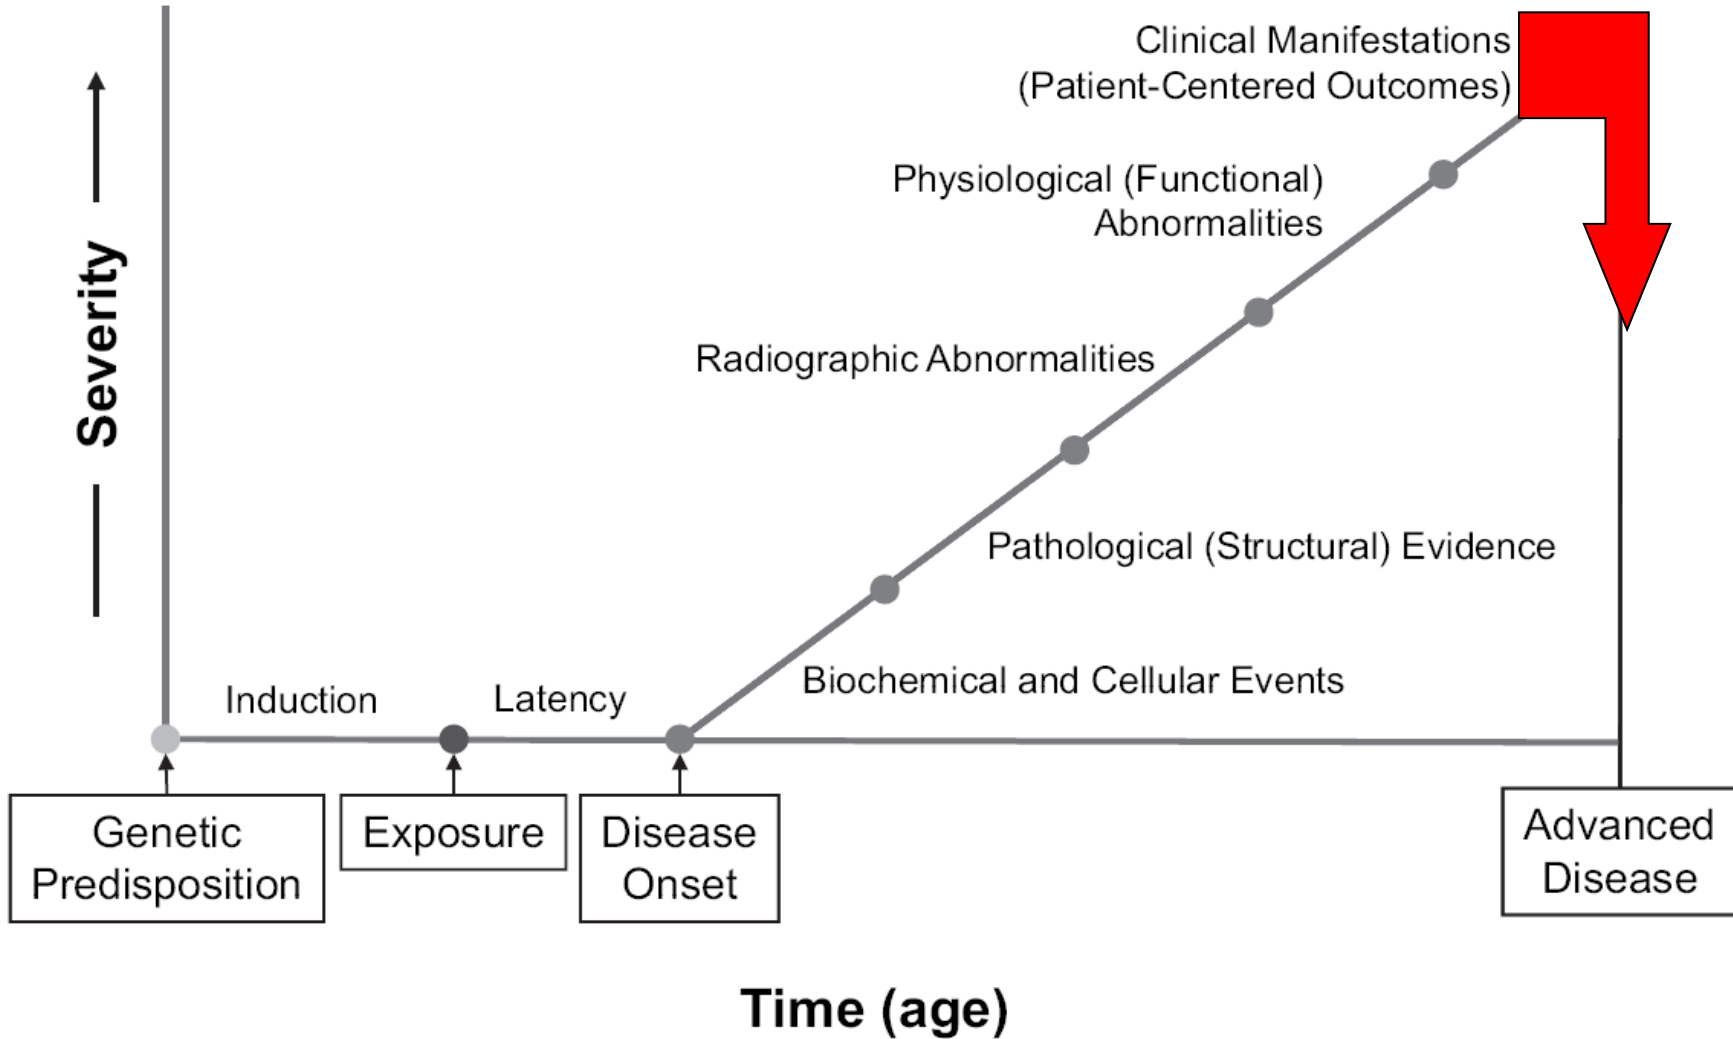 Clinical Manifestations
(Patient-Centered Outcomes)
Physiological (Functional)
Abnormalities
Severity
Radiographic Abnormalities
Pathological (Structural) Evidence
Biochemical and Cellular Events
Induction
Latency
Genetic
Predisposition
Exposure
Disease
Onset
Advanced
Disease
Time (age)